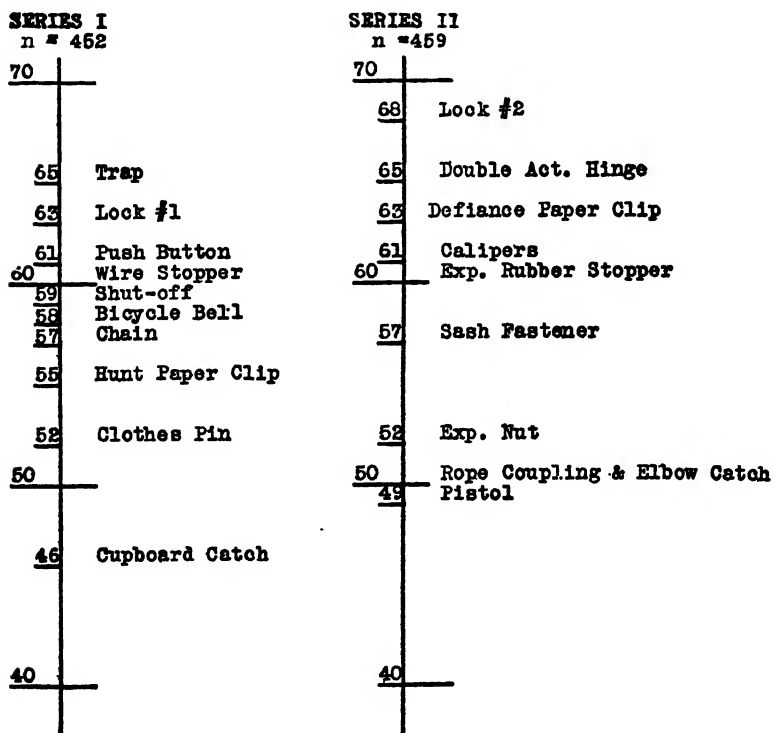 SERIES I
n = 452
70
65 Trap
63 Lock #1
61 Push Button
60 Wire Stopper
59 Shut-off
58 Bicycle Bell
57 Chain
55 Hunt Paper Clip
52 Clothes Pin
50
46 Cupboard Catch
40
SERIES II
n =459
70
68 Lock #2
65 Double Act. Hinge
63 Defiance Paper Clip
61 Calipers
60 Exp. Rubber Stopper
57 Sash Fastener
52 Exp. Nut
50 Rope Coupling & Elbow Catch
49 Pistol
40